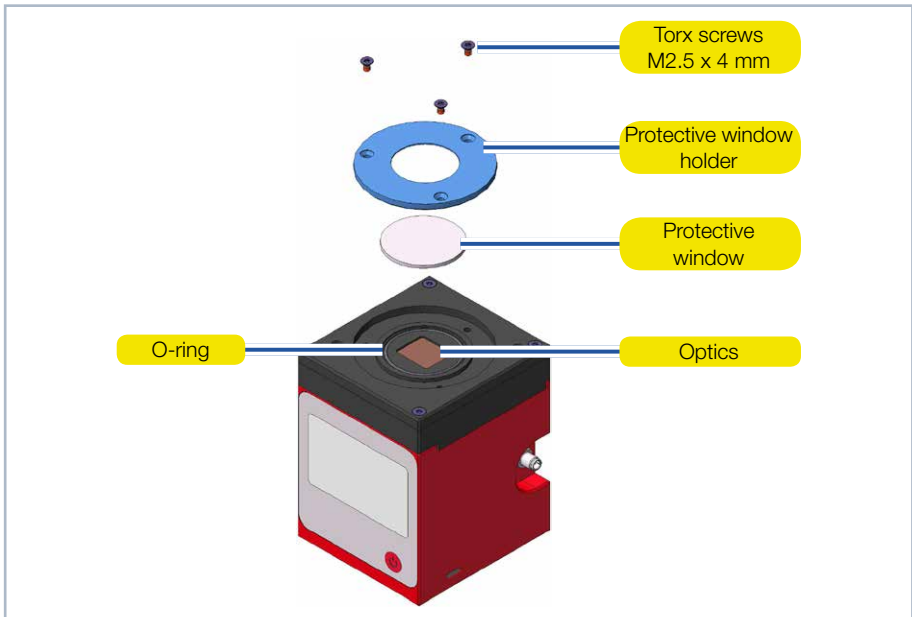 Torx screws
M2.5 x 4 mm
Protective window
holder
Protective
window
O-ring
Optics